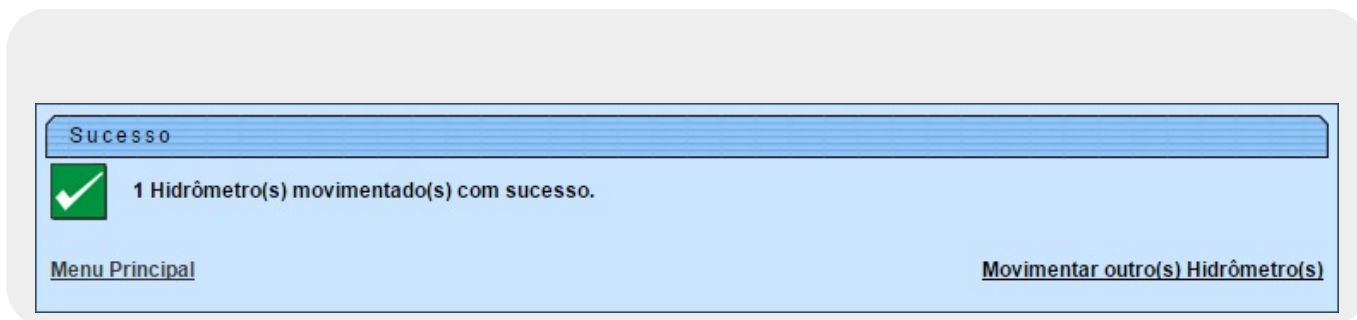 Sucesso
1 Hidrômetro(s) movimentado(s) com sucesso.
Menu Principal
Movimentar outro(s) Hidrômetro(s)